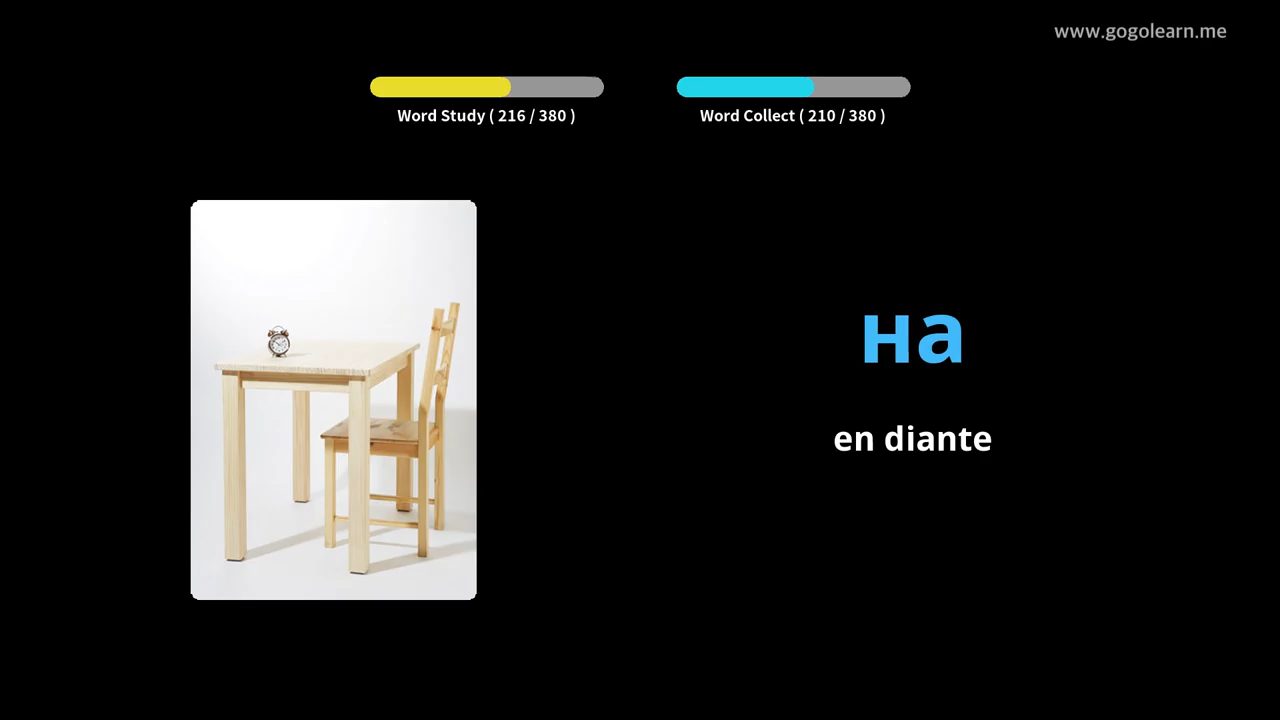 www.gogolearn.me
Word Study ( 216 / 380 )
Word Collect ( 210 / 380 )
на
en diante